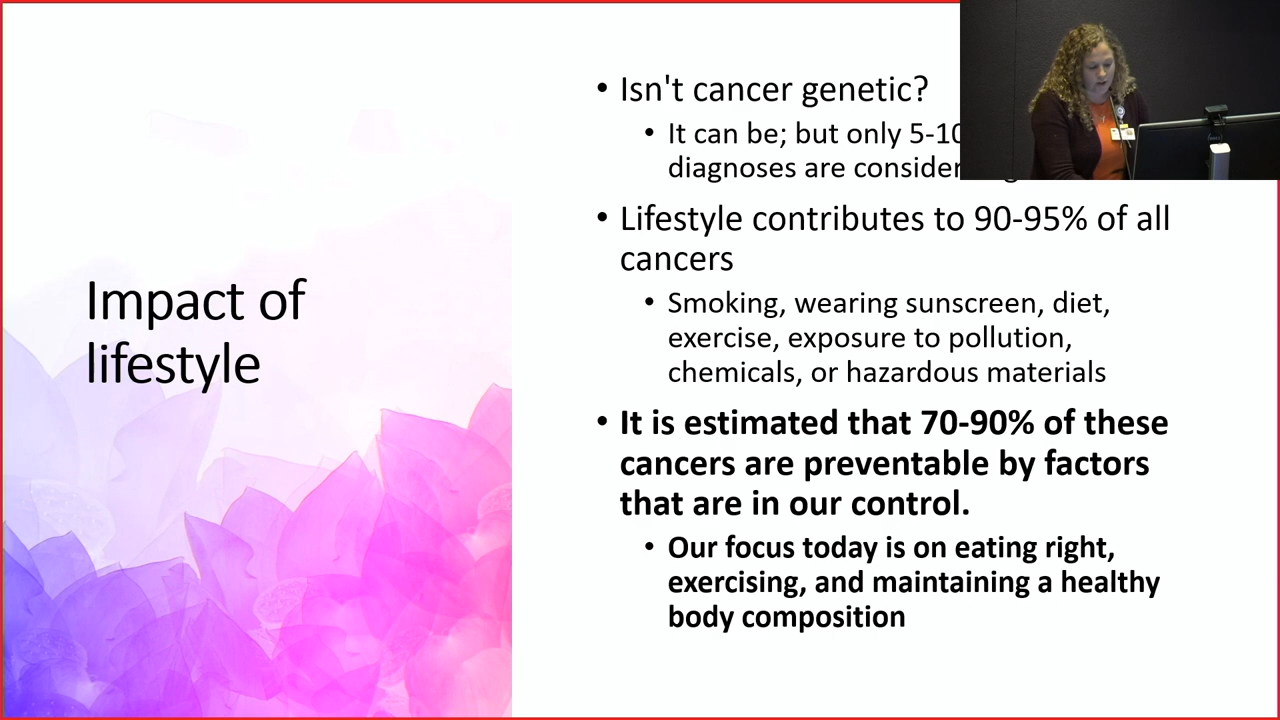 Impact of
lifestyle
• Isn't cancer genetic?
• It can be; but only 5-10
diagnoses are consider
• Lifestyle contributes to 90-95% of all
cancers
• Smoking, wearing sunscreen, diet,
exercise, exposure to pollution,
chemicals, or hazardous materials
• It is estimated that 70-90% of these
cancers are preventable by factors
that are in our control.
• Our focus today is on eating right,
exercising, and maintaining a healthy
body composition